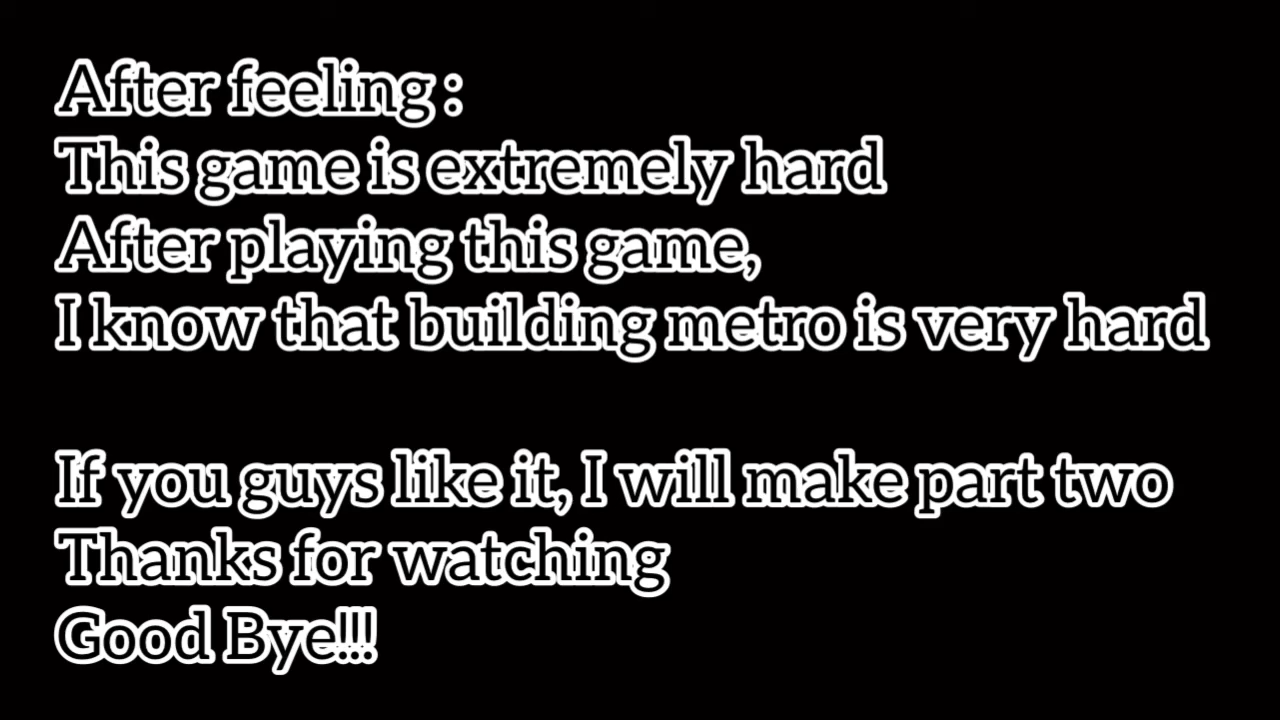 After feeling :
This game is extremely hard
After playing this game,
I know that building metro is very hard
If you guys like it, I will make part two
Thanks for watching
Good Bye!!!